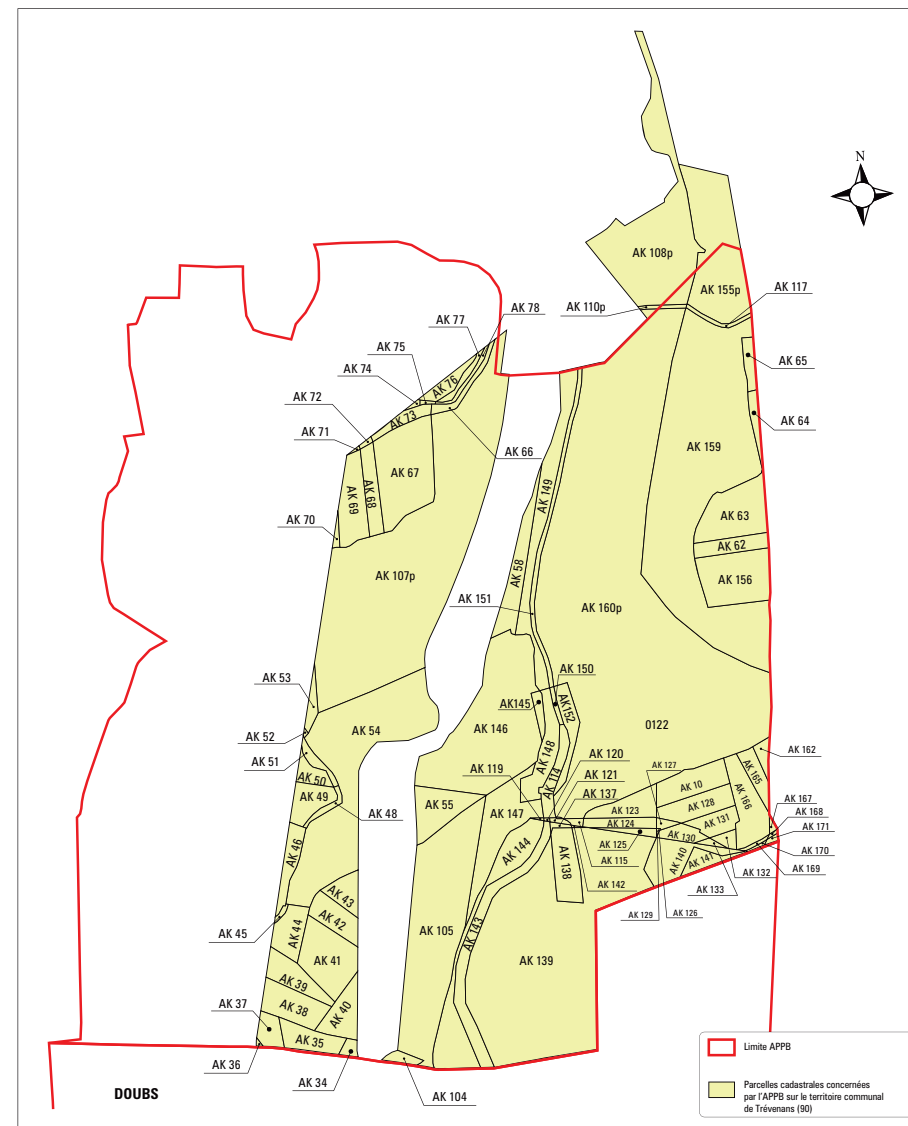 N
AK 108p
AK 155p
AK 117
AK 110p
AK 78
AK 77
AK 75
AK 65
AK 74
AK 76
AK 72
AK 73
AK 64
AK 71
AK 66
AK 159
AK 67
AK 68
AK 69
AK 149
AK 63
AK 70
AK 62
AK 58
AK 156
AK 107p
AK 151
AK 160p
AK 53
AK 150
AK145
AK152
AK 54
AK 146
0122
AK 52
AK 51
AK 148
AK 120
AK 127
AK 162
AK 165
AK 50
AK 114
AK 119
AK 121
AK 10
AK 49
AK 48
AK 137
AK 128
AK 166
AK 167
AK 55
AK 147
AK 123
AK 168
AK 124
AK 131
AK 171
AK 46
AK 144
AK 125
AK 130
AK 170
AK 115
AK 140
AK 141
AK 132
AK 169
AK 138
AK 142
AK 133
AK 43
AK 129
AK 126
AK 42
AK 45
AK 44
AK 105
AK 143
AK 41
AK 139
AK 39
AK 37
AK 38
AK 40
AK 35
AK 36
AK 34
AK 104
DOUBS
Limite APPB
Parcelles cadastrales concernées
par l'APPB sur le territoire communal
de Trévenans (90)